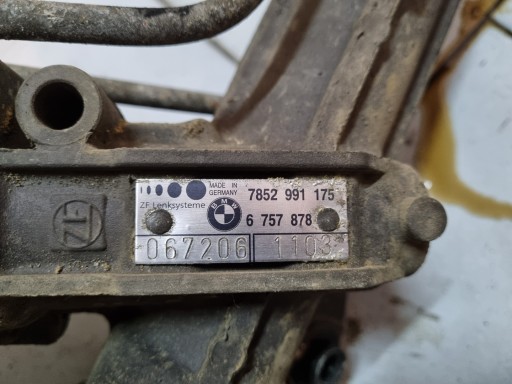 MADE IN
GERMANY
7852 991 175
ZF Lenksysteme
BMW
6 757 878
067206 1103
ZF